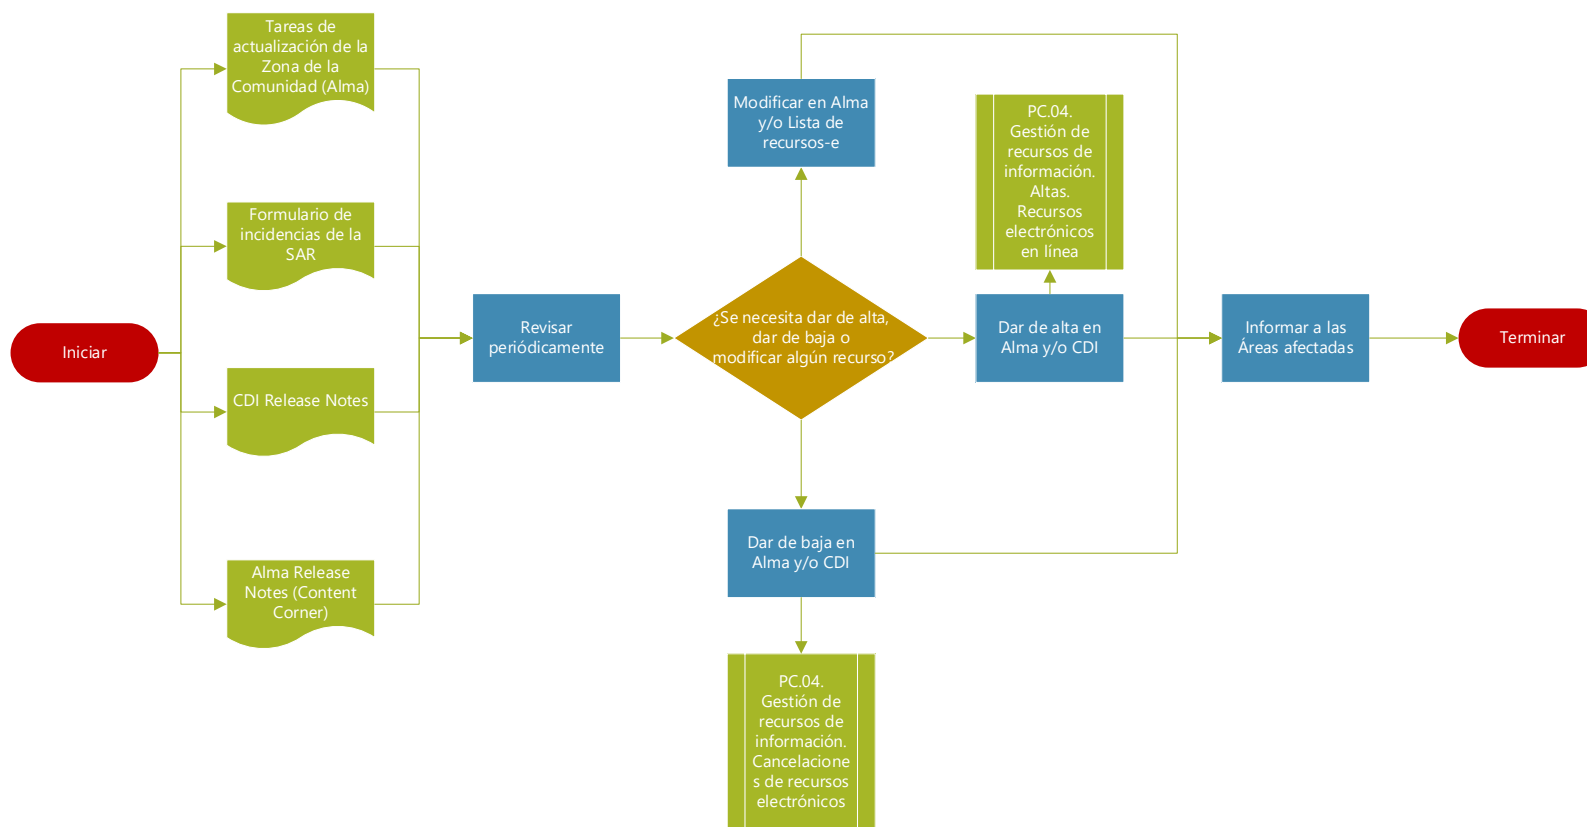 Tareas de
actualización de la
Zona de la
Comunidad (Alma)
Formulario de
incidencias de la
SAR
CDI Release Notes
Alma Release
Notes (Content
Corner)
Iniciar
Revisar
periódicamente
¿Se necesita dar de alta,
dar de baja o
modificar algún recurso?
Modificar en Alma
y/o Lista de
recursos-e
PC.04.
Gestión de
recursos de
información.
Altas.
Recursos
electrónicos
en línea
Dar de alta en
Alma y/o CDI
Dar de baja en
Alma y/o CDI
PC.04.
Gestión de
recursos de
información.
Cancelacione
s de recursos
electrónicos
Informar a las
Áreas afectadas
Terminar